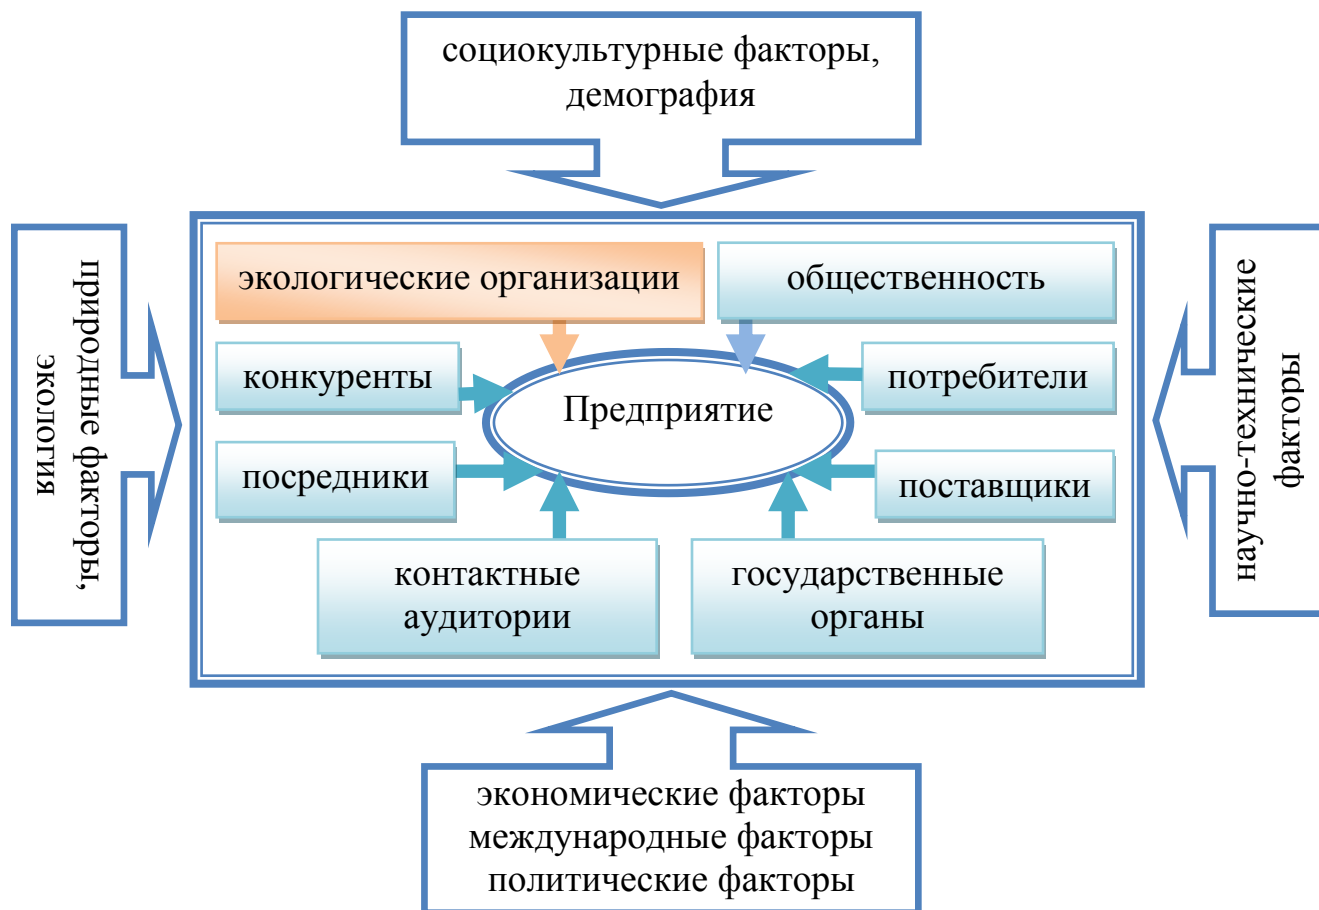 социокультурные факторы,
демография
природные факторы,
экология
экологические организации
общественность
конкуренты
Предприятие
потребители
посредники
поставщики
контактные
аудитории
государственные
органы
научно-технические
факторы
экономические факторы
международные факторы
политические факторы